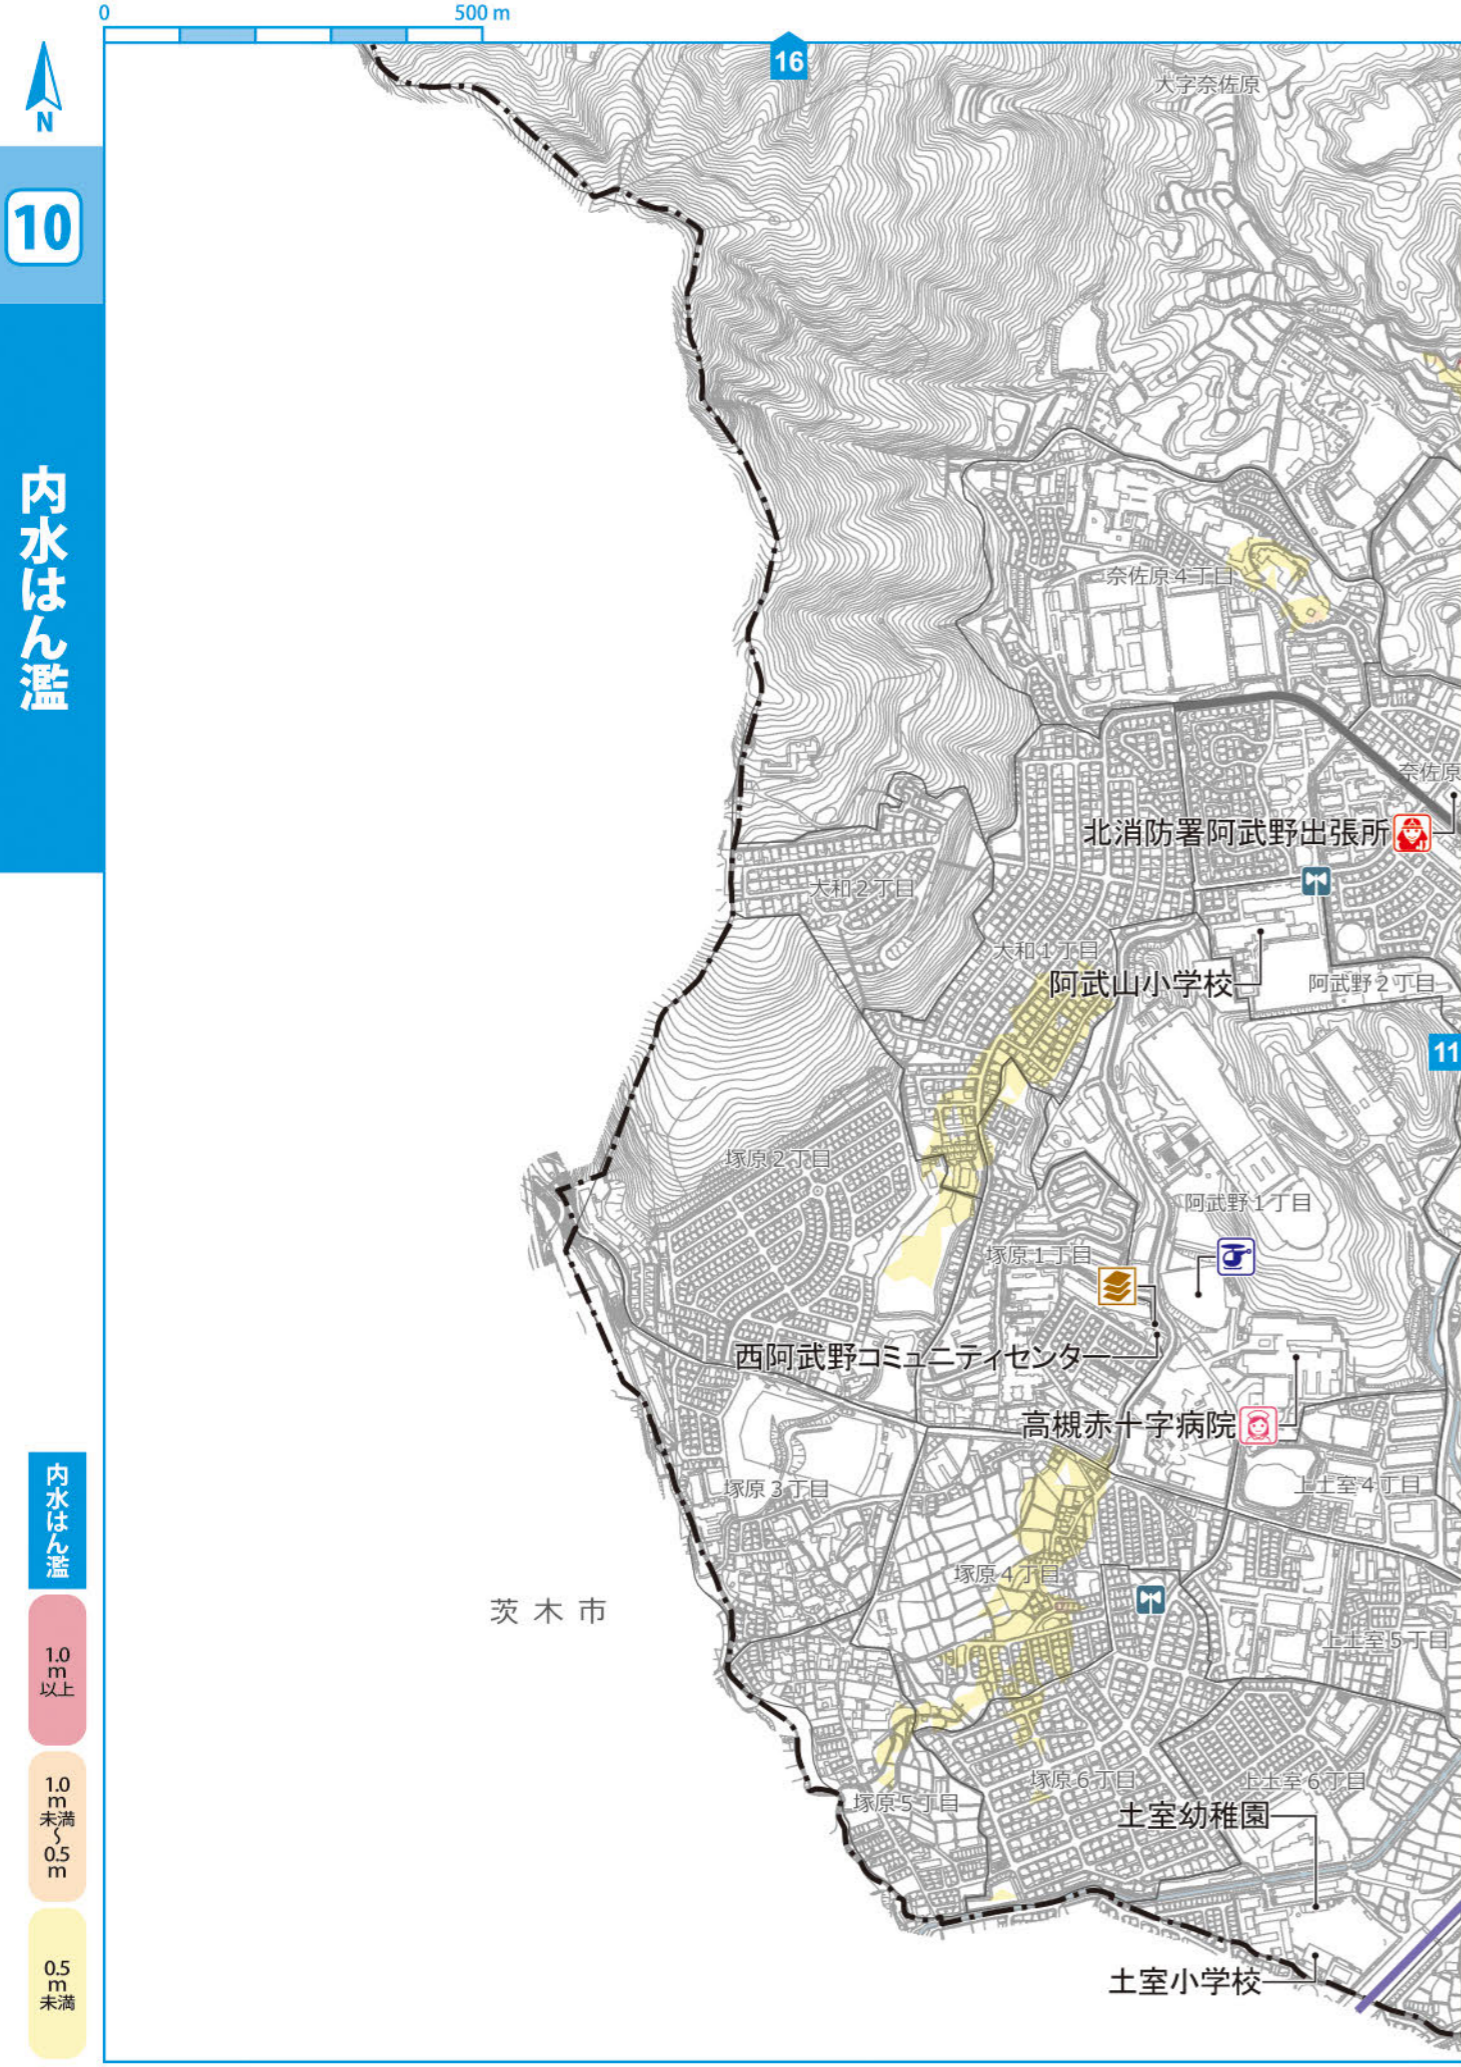 0
500 m
N
16
10
内水はん濫
大字奈佐原
奈佐原4丁目
奈佐原
北消防署阿武野出張所
大和2丁目
大和1丁目
阿武山小学校
阿武野2丁目
11
塚原2丁目
阿武野1丁目
塚原1丁目
西阿武野コミュニティセンター
高槻赤十字病院
塚原3丁目
上土室4丁目
塚原4丁目
茨木市
上土室5丁目
塚原6丁目
上土室6丁目
塚原5丁目
土室幼稚園
土室小学校
内水はん濫
1.0
m
以上
1.0
m
未満
〜
0.5
m
0.5
m
未満